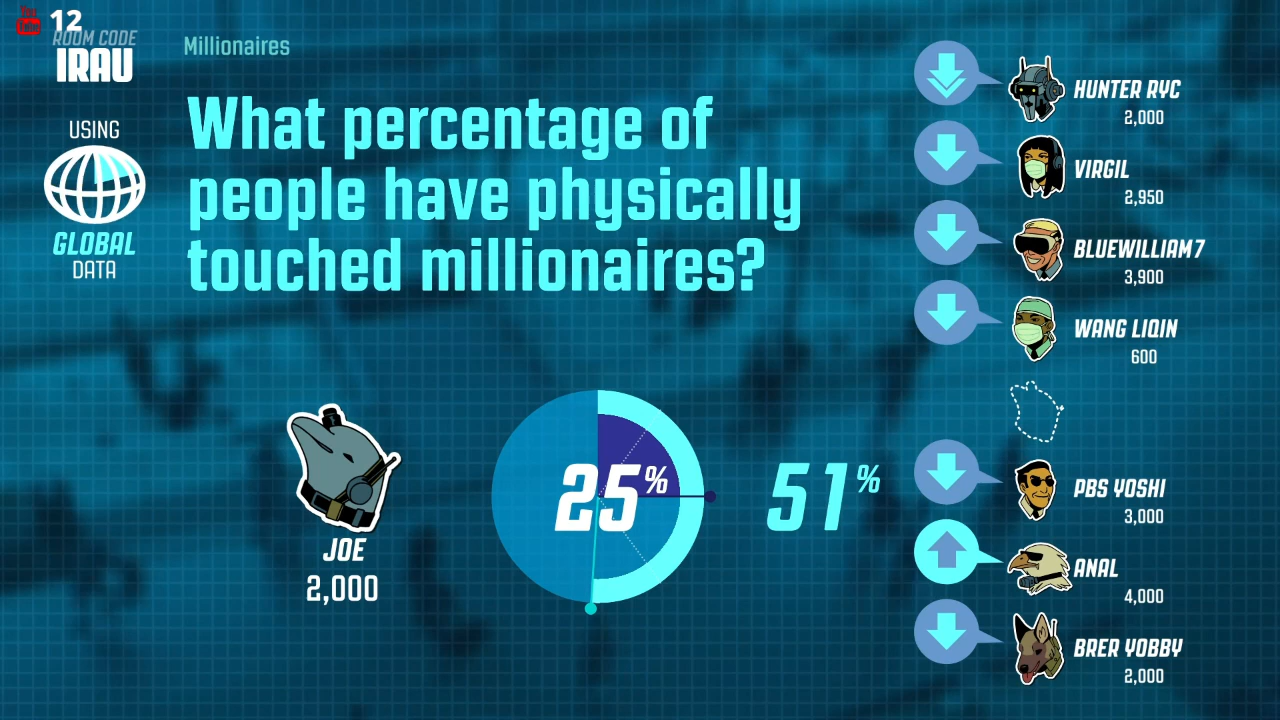 You
Tube
12
ROOM CODE
IRAU
USING
GLOBAL
DATA
Millionaires
What percentage of
people have physically
touched millionaires?
JOE
2,000
25%
51%
HUNTER RYC
2,000
VIRGIL
2,950
BLUEWILLIAM7
3,900
WANG LIQIN
600
PBS YOSHI
3,000
ANAL
4,000
BRER YOBBY
2,000